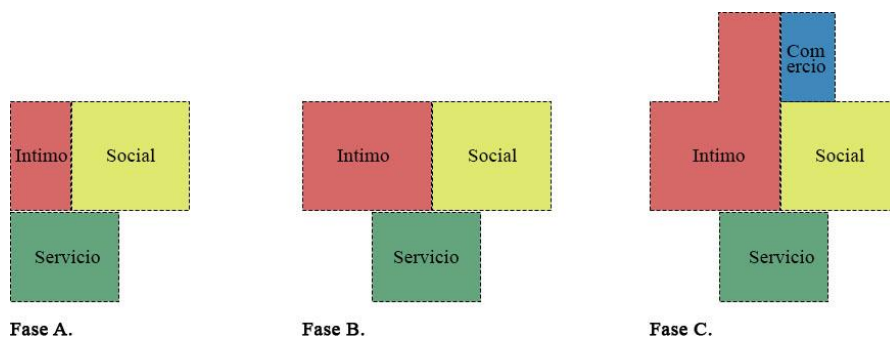 Intimo
Social
Servicio
Fase A.
Intimo
Social
Servicio
Fase B.
Com
ercio
Intimo
Social
Servicio
Fase C.